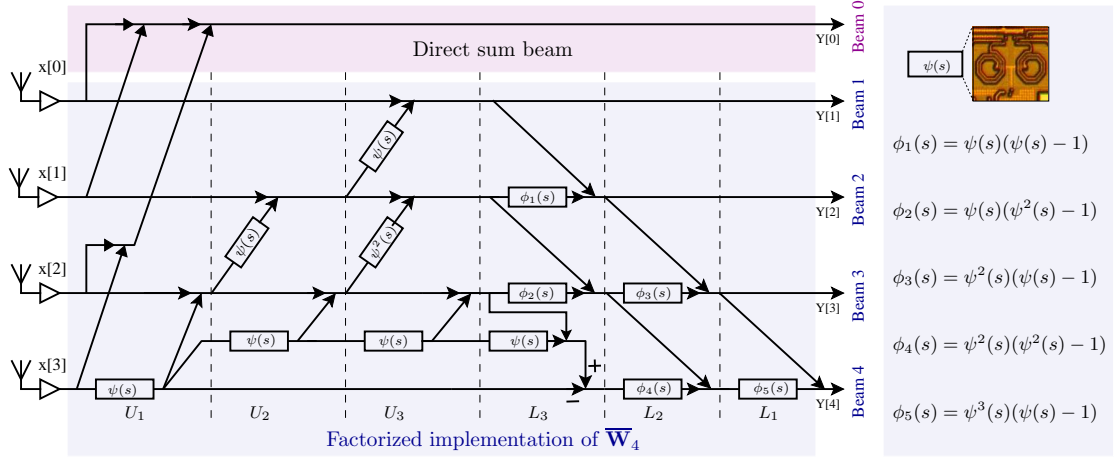 Beam 0
Direct sum beam
Y[0]
x[0]
ψ(s)
Y[1]
Beam 1
ψ(s)
x[1]
ϕ₁(s)
Y[2]
Beam 2
ψ(s)
ψ²(s)
x[2]
ϕ₂(s)
ϕ₃(s)
Y[3]
Beam 3
ψ(s)
ψ(s)
ψ(s)
x[3]
+
−
ψ(s)
ϕ₄(s)
ϕ₅(s)
Y[4]
Beam 4
U₁ U₂ U₃ L₃ L₂ L₁
Factorized implementation of W̅₄
ϕ₁(s) = ψ(s)(ψ(s) − 1)
ϕ₂(s) = ψ(s)(ψ²(s) − 1)
ϕ₃(s) = ψ²(s)(ψ(s) − 1)
ϕ₄(s) = ψ²(s)(ψ²(s) − 1)
ϕ₅(s) = ψ³(s)(ψ(s) − 1)